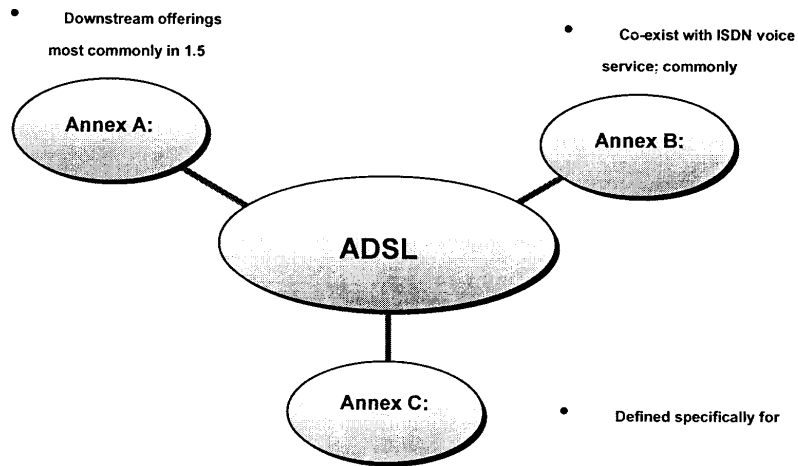 • Downstream offerings
most commonly in 1.5
• Co-exist with ISDN voice
service; commonly
Annex A:
Annex B:
ADSL
Annex C:
• Defined specifically for